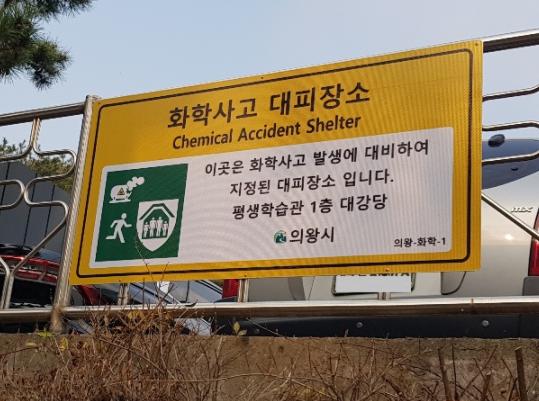 화학사고 대피장소
Chemical Accident Shelter
이곳은 화학사고 발생에 대비하여
지정된 대피장소 입니다.
평생학습관 1층 대강당
의왕시
의왕-화학-1